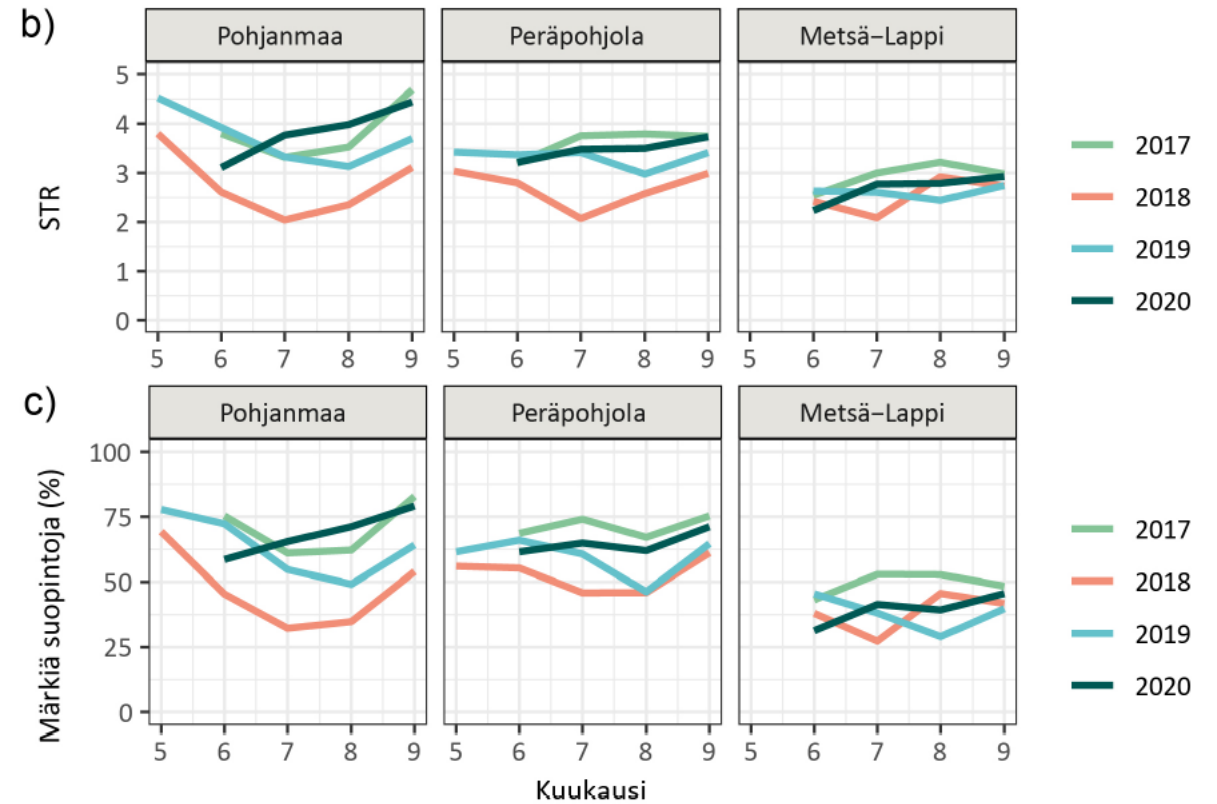 b)
Pohjanmaa Peräpohjola Metsä–Lappi
STR
5
4
3
2
1
0
5 6 7 8 9 5 6 7 8 9 5 6 7 8 9
2017
2018
2019
2020
c)
Pohjanmaa Peräpohjola Metsä–Lappi
Märkiä suopintoja (%)
100
75
50
25
0
5 6 7 8 9 5 6 7 8 9 5 6 7 8 9
Kuukausi
2017
2018
2019
2020